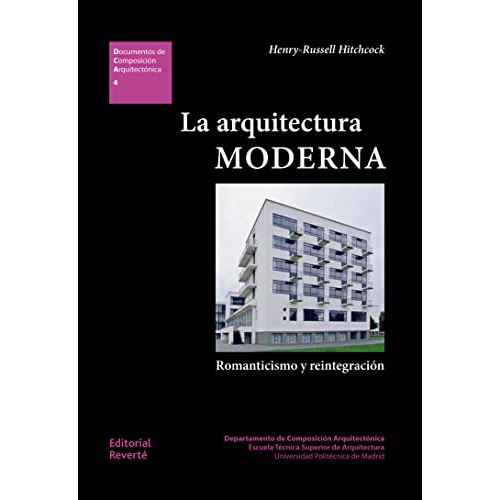 Documentos de
Composición
Arquitectónica
4
Henry-Russell Hitchcock
La arquitectura
MODERNA
Romanticismo y reintegración
Editorial
Reverté
Departamento de Composición Arquitectónica
Escuela Técnica Superior de Arquitectura
Universidad Politécnica de Madrid